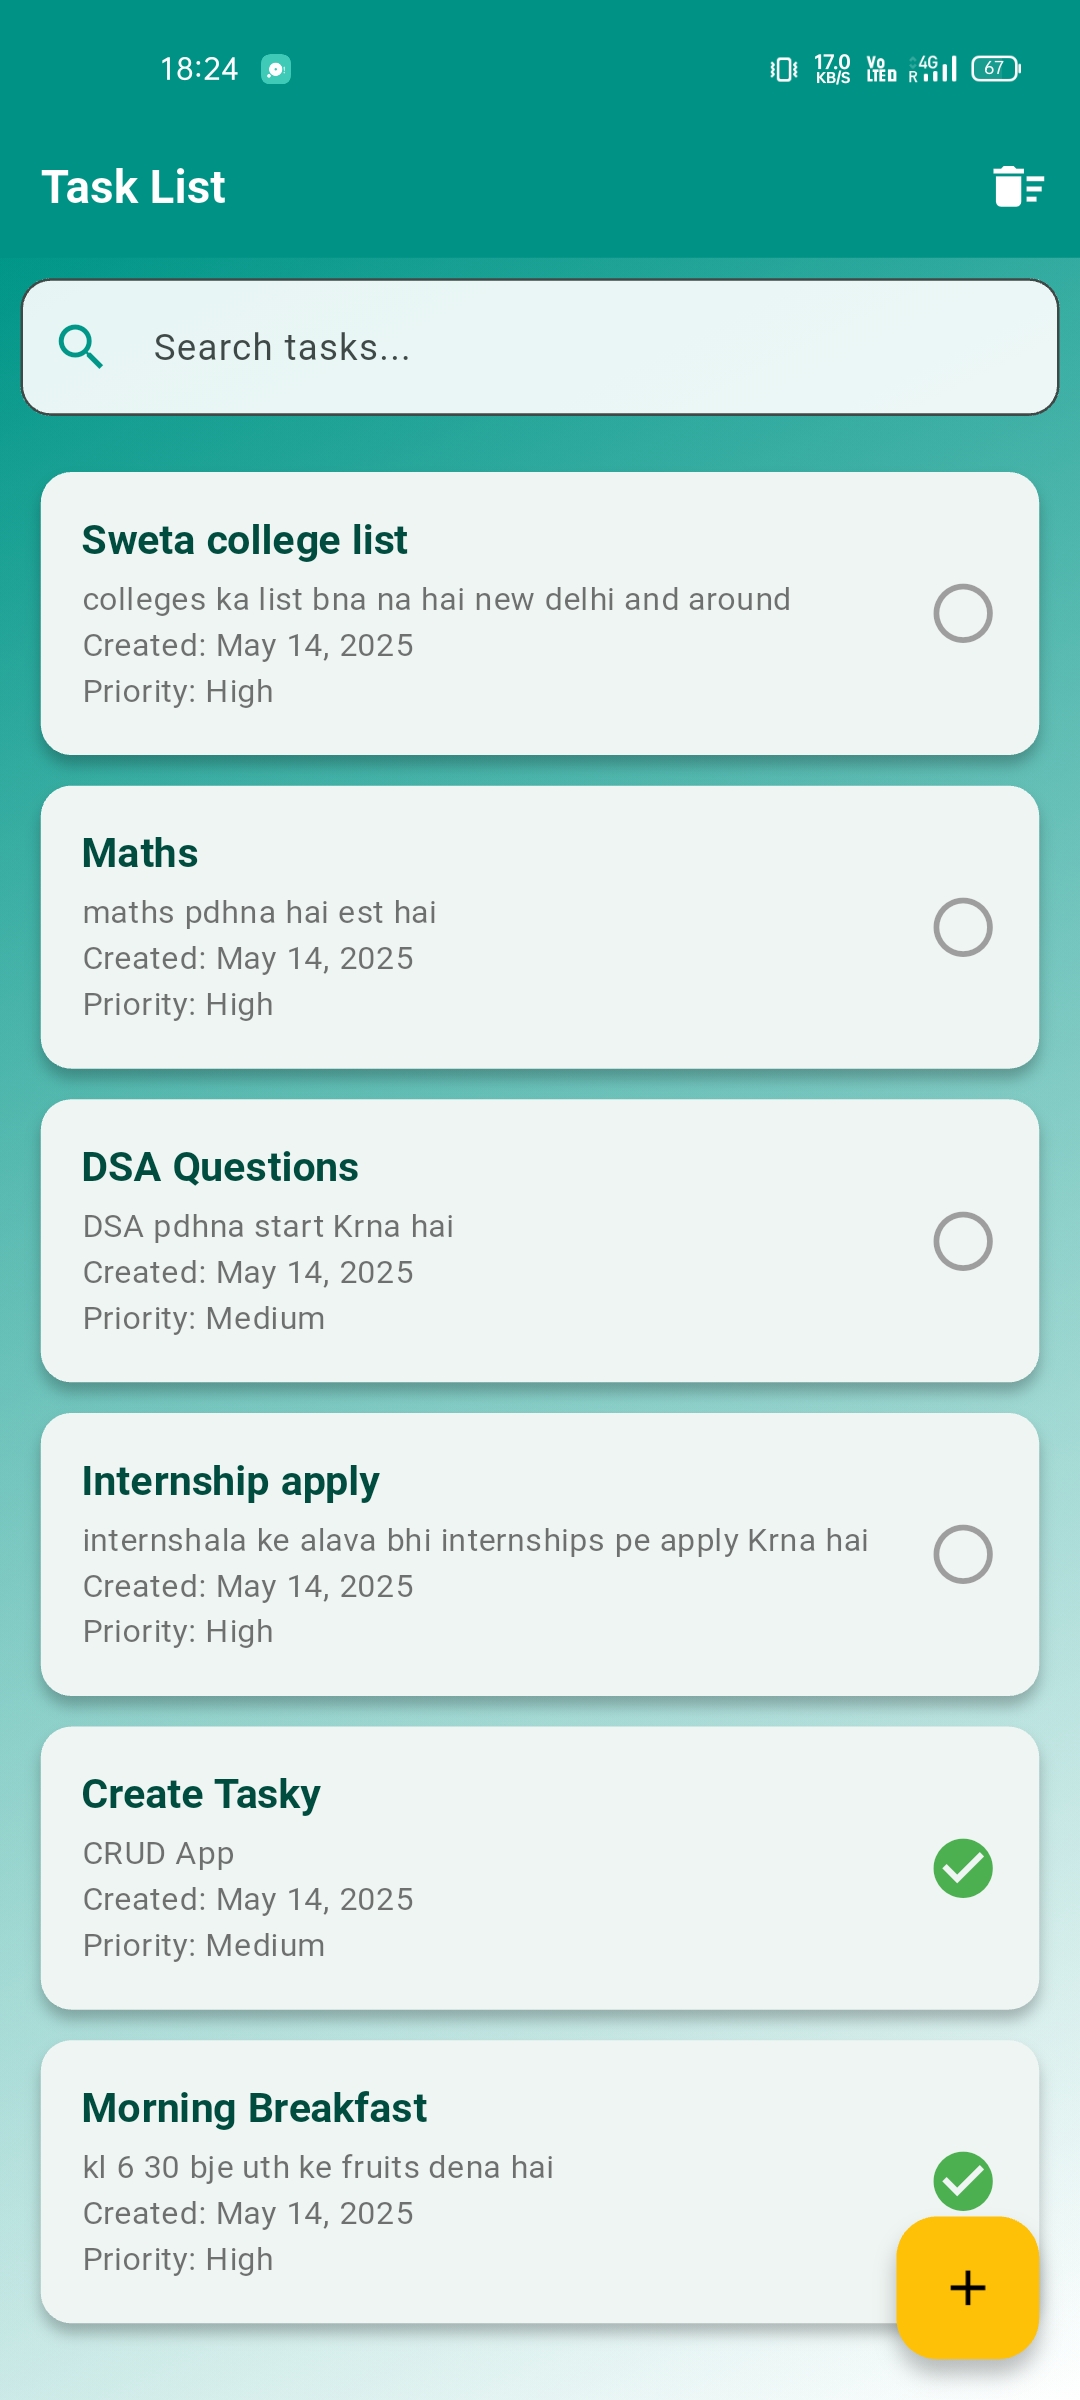 18:24
17.0
KB/S
Vo
LTE D
4G
R
67
Task List
Search tasks...
Sweta college list
colleges ka list bna na hai new delhi and around
Created: May 14, 2025
Priority: High
Maths
maths pdhna hai est hai
Created: May 14, 2025
Priority: High
DSA Questions
DSA pdhna start Krna hai
Created: May 14, 2025
Priority: Medium
Internship apply
internshala ke alava bhi internships pe apply Krna hai
Created: May 14, 2025
Priority: High
Create Tasky
CRUD App
Created: May 14, 2025
Priority: Medium
Morning Breakfast
kl 6 30 bje uth ke fruits dena hai
Created: May 14, 2025
Priority: High